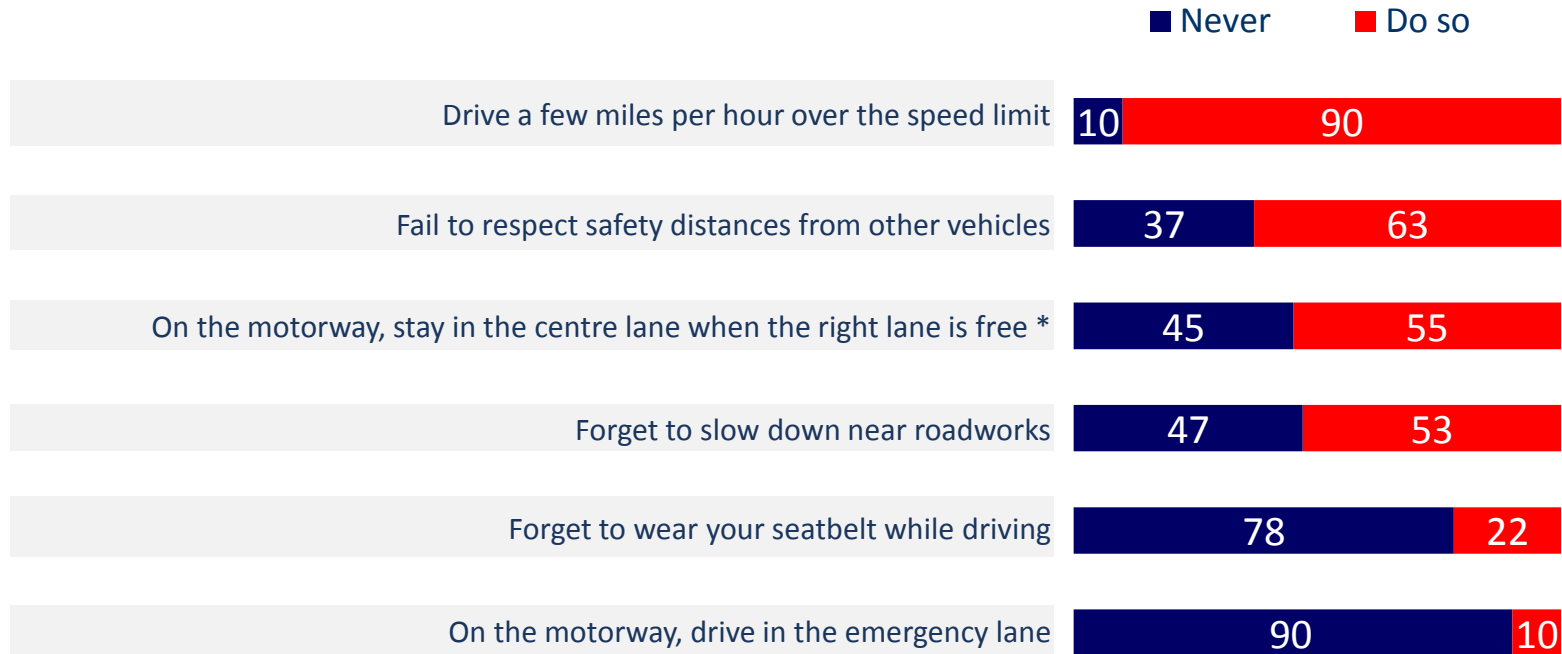 Never Do so
Drive a few miles per hour over the speed limit 10 90
Fail to respect safety distances from other vehicles 37 63
On the motorway, stay in the centre lane when the right lane is free * 45 55
Forget to slow down near roadworks 47 53
Forget to wear your seatbelt while driving 78 22
On the motorway, drive in the emergency lane 90 10